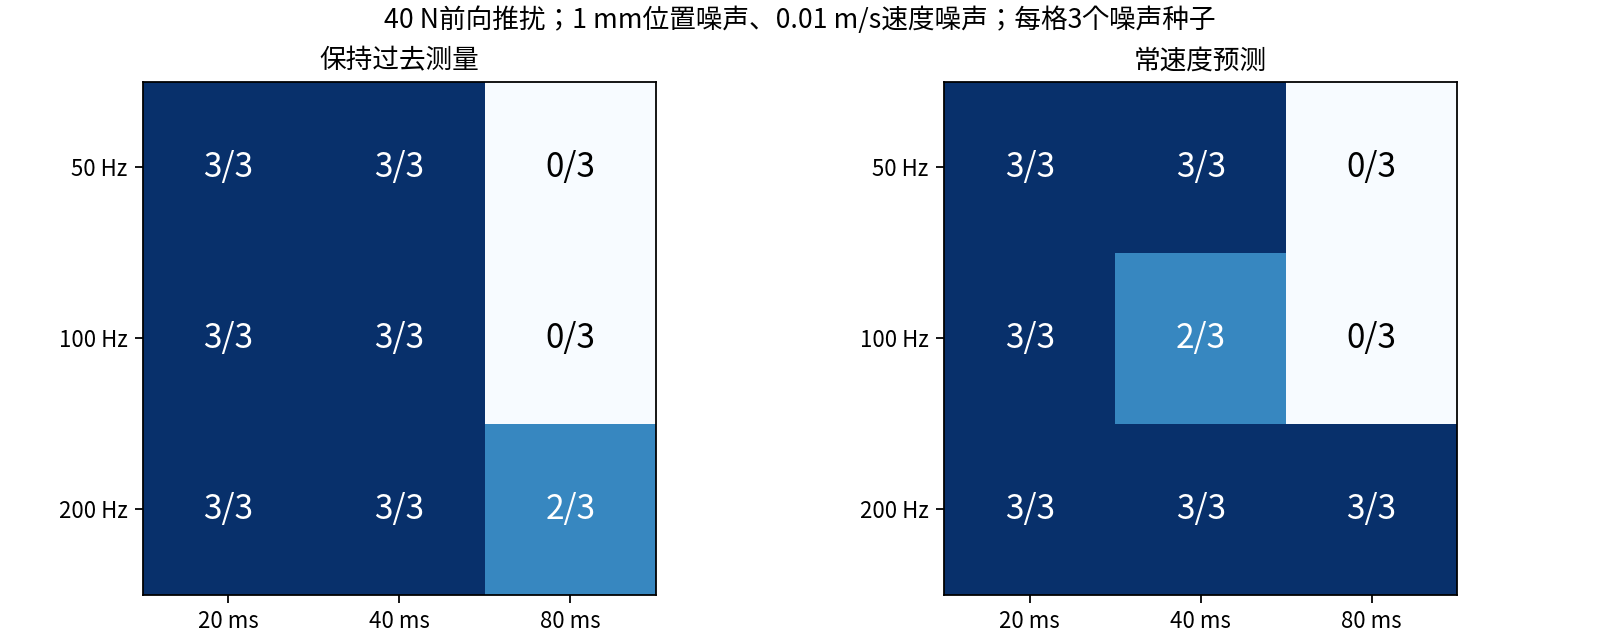 40 N前向推扰；1 mm位置噪声、0.01 m/s速度噪声；每格3个噪声种子
保持过去测量
50 Hz 3/3 3/3 0/3
100 Hz 3/3 3/3 0/3
200 Hz 3/3 3/3 2/3
20 ms 40 ms 80 ms
常速度预测
50 Hz 3/3 3/3 0/3
100 Hz 3/3 2/3 0/3
200 Hz 3/3 3/3 3/3
20 ms 40 ms 80 ms